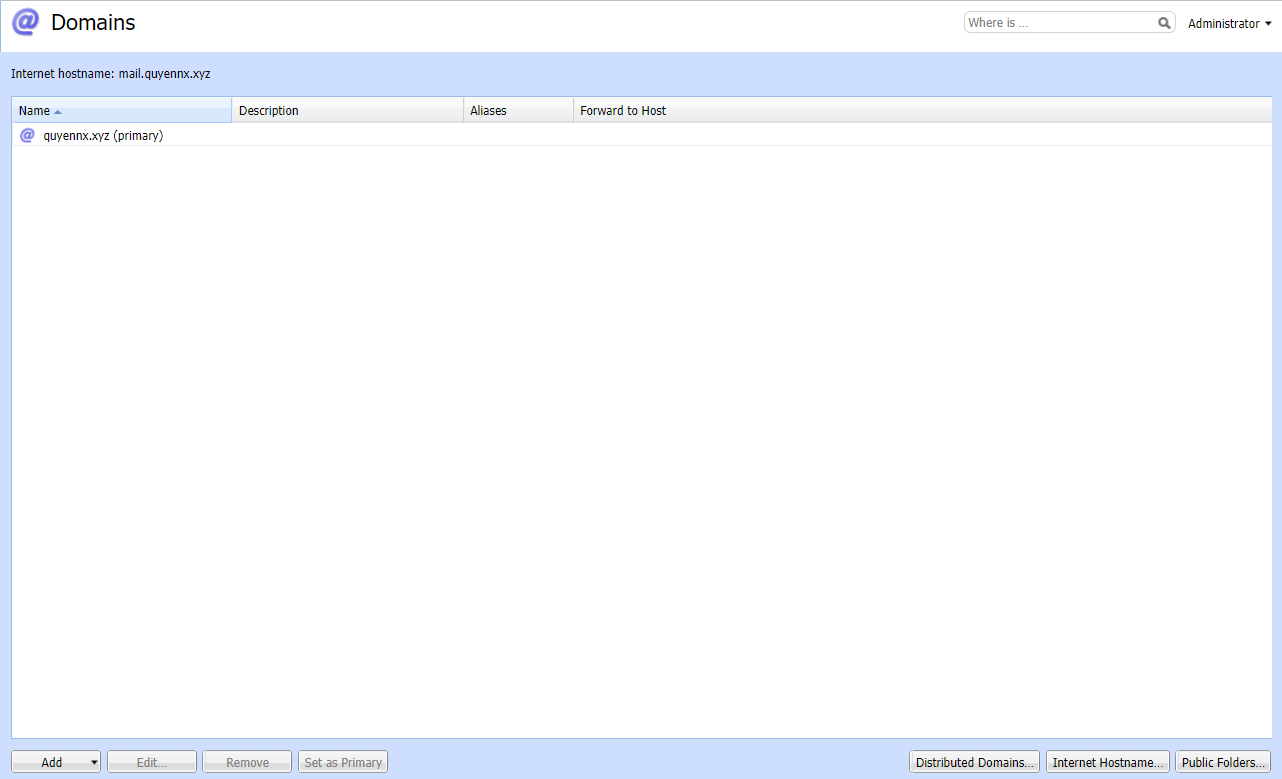 Domains
Where is ...
Administrator
Internet hostname: mail.quyennx.xyz
Name Description Aliases Forward to Host
quyennx.xyz (primary)
Add Edit... Remove Set as Primary Distributed Domains... Internet Hostname... Public Folders...